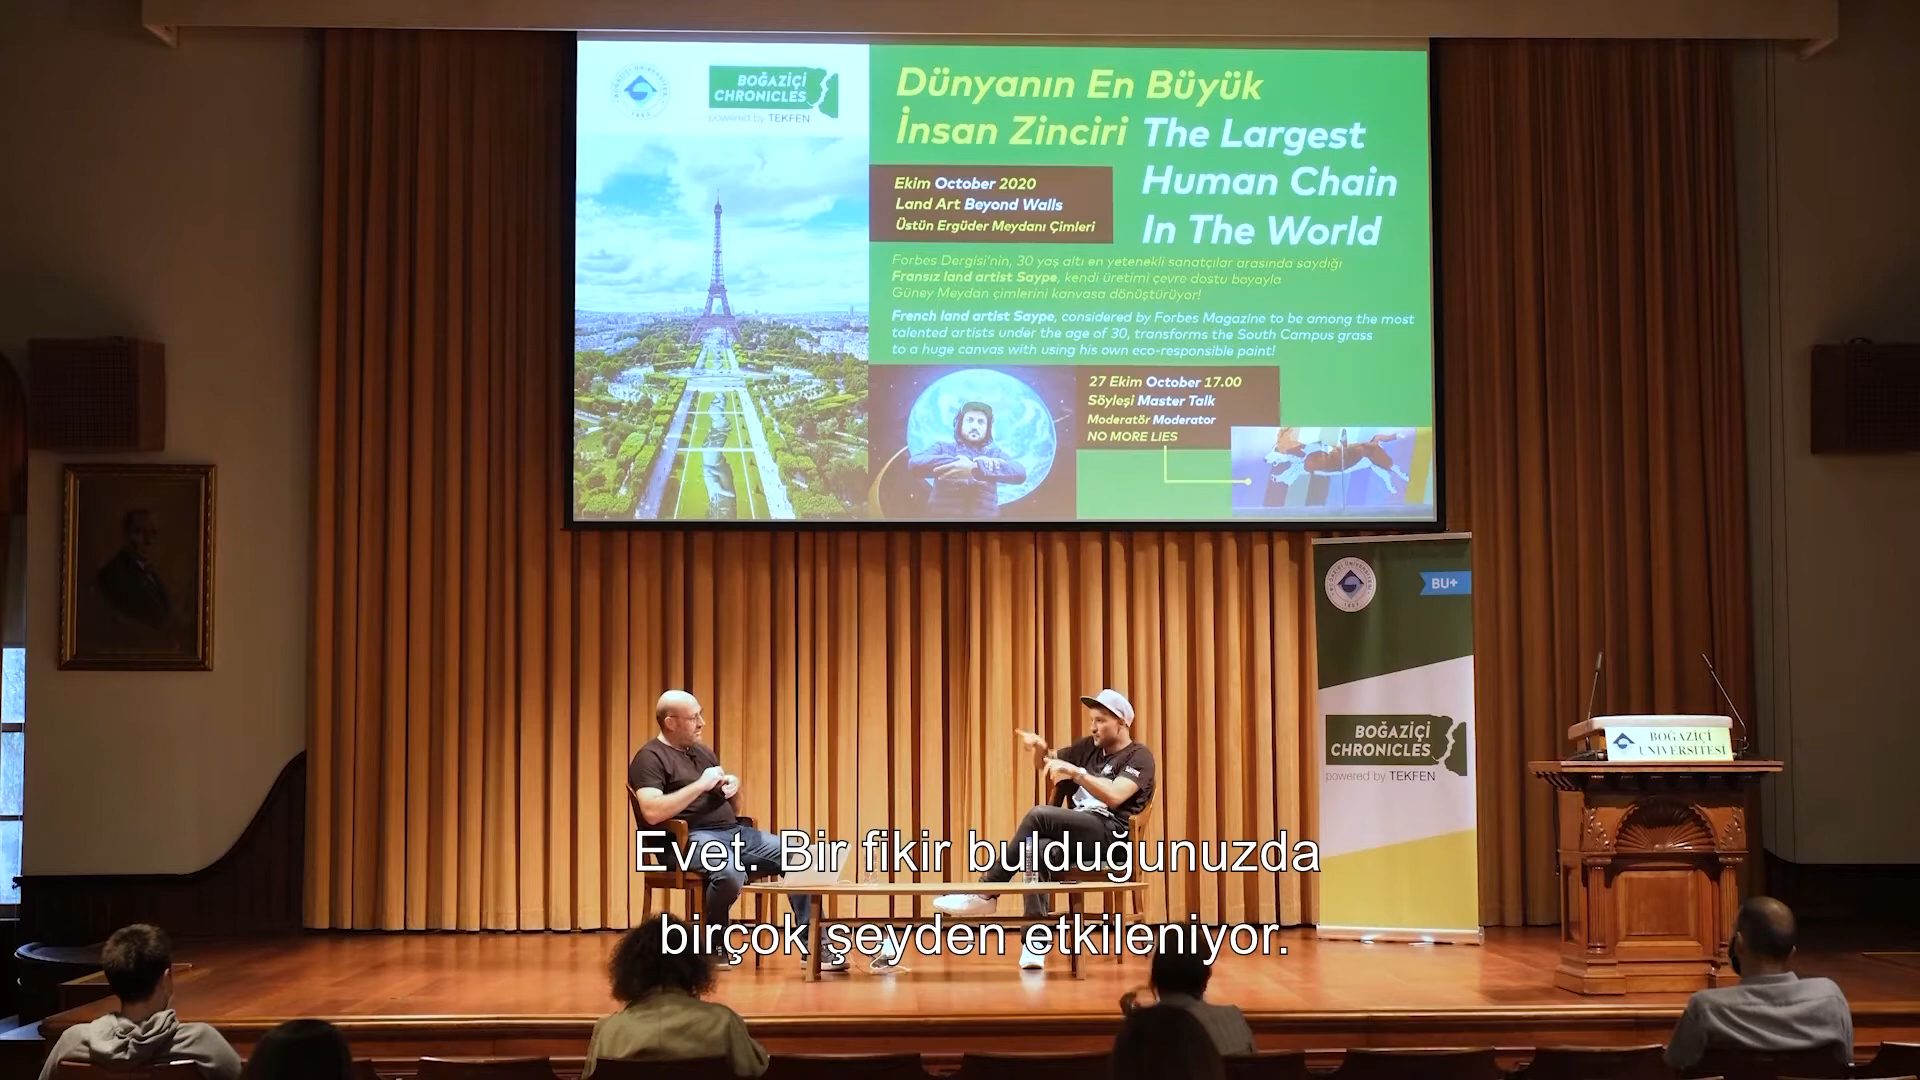 BOĞAZİÇİ
CHRONICLES
powered by TEKFEN
Dünyanın En Büyük
İnsan Zinciri The Largest
Human Chain
In The World
Ekim October 2020
Land Art Beyond Walls
Üstün Ergüder Meydanı Çimleri
Forbes Dergisi'nin, 30 yaş altı en yetenekli sanatçılar arasında saydığı
Fransız land artist Saype, kendi üretimi çevre dostu boyayla
Güney Meydan çimlerini kanvasa dönüştürüyor!
French land artist Saype, considered by Forbes Magazine to be among the most
talented artists under the age of 30, transforms the South Campus grass
to a huge canvas with using his own eco-responsible paint!
27 Ekim October 17.00
Söyleşi Master Talk
Moderatör Moderator
NO MORE LIES
BU+
BOĞAZİÇİ
CHRONICLES
powered by TEKFEN
BOĞAZİÇİ
ÜNİVERSİTESİ
Evet. Bir fikir bulduğunuzda
birçok şeyden etkileniyor.